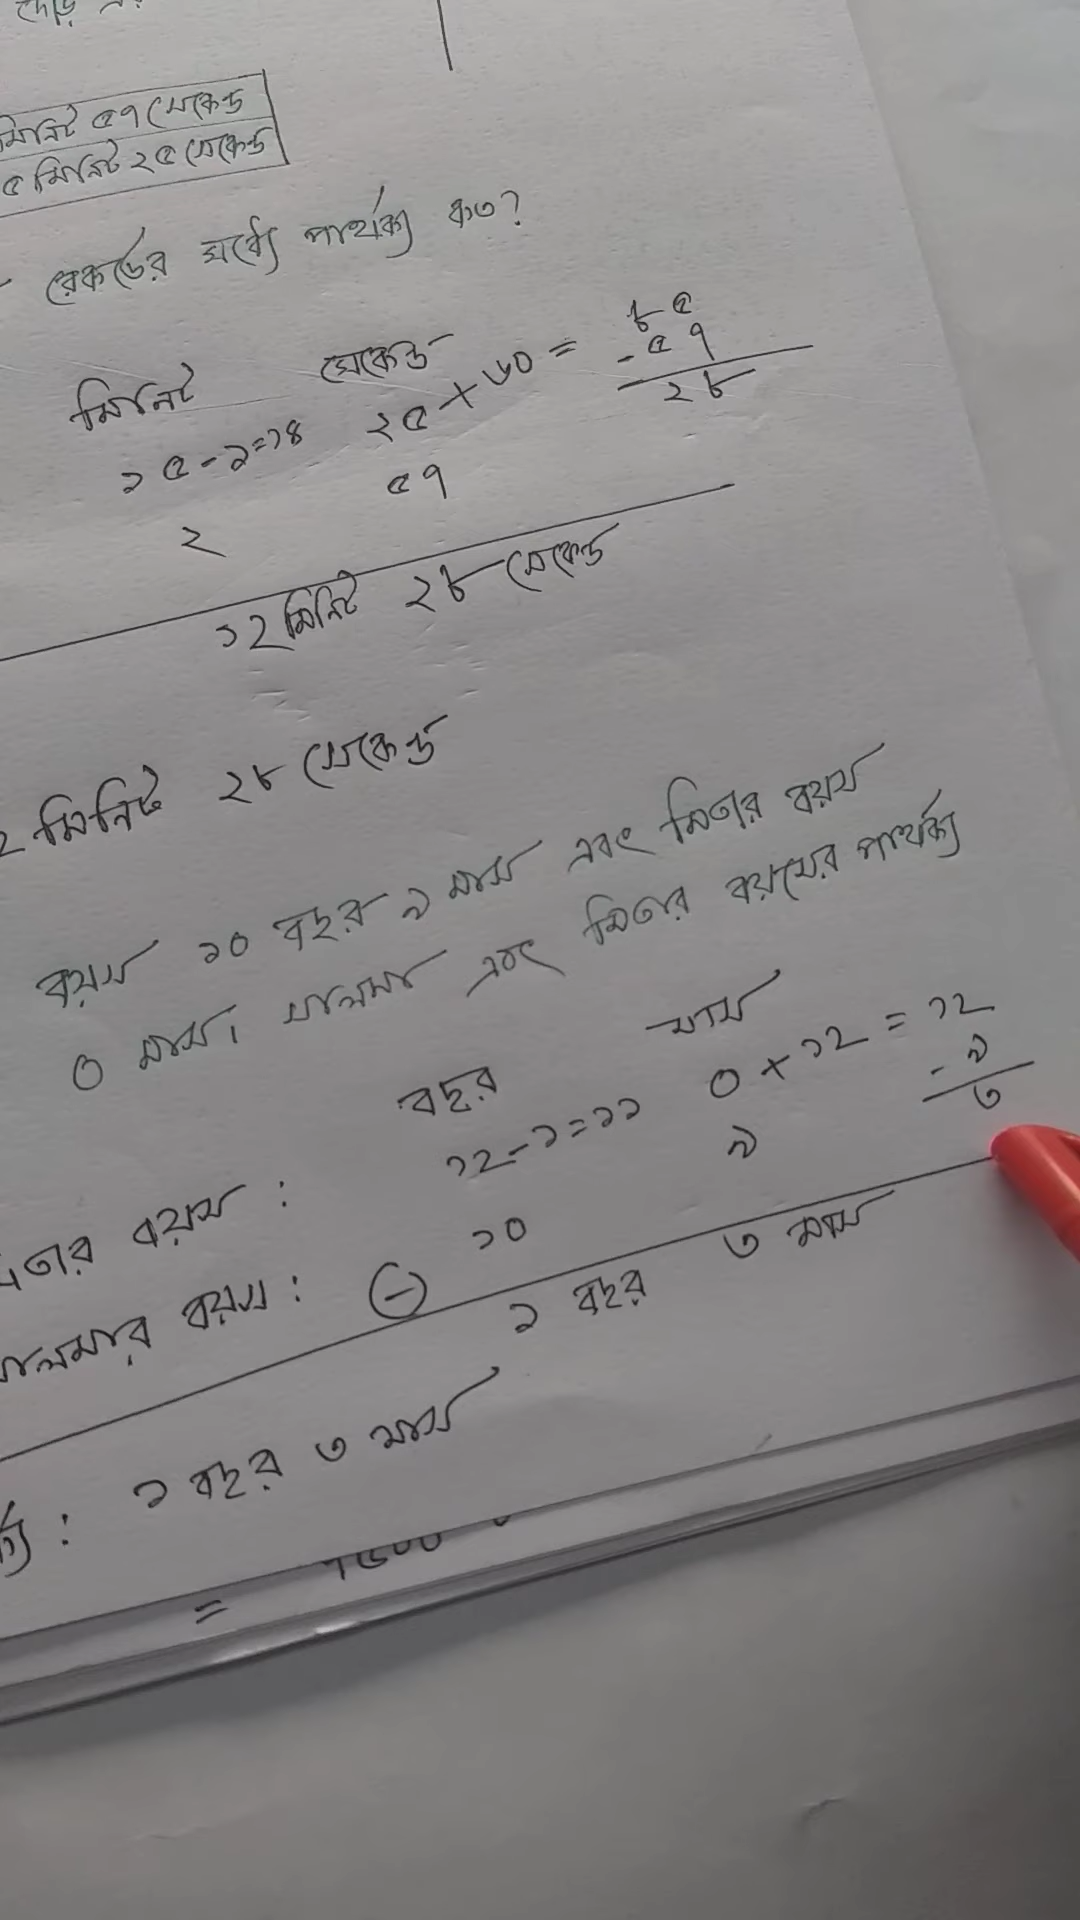 মিনিট ৫৭ সেকেন্ড
৫ মিনিট ২৫ সেকেন্ড
রেকর্ডের মধ্যে পার্থক্য কত?
মিনিট সেকেন্ড
১৫ - ১=১৪ ২৫ + ৬০ = ৮৫
- ৫৭
২৮
২ ৫৭
১২ মিনিট ২৮ সেকেন্ড
২ মিনিট ২৮ সেকেন্ড
বয়স ১০ বছর ৯ মাস এবং মিতার বয়স
০ মাস। সালমা এবং মিতার বয়সের পার্থক্য
বছর মাস
মিতার বয়স : ১২-১=১১ ০ + ১২ = ১২
- ৯
৩
সালমার বয়স : (-) ১০ ৯
১ বছর ৩ মাস
: ১ বছর ৩ মাস
=